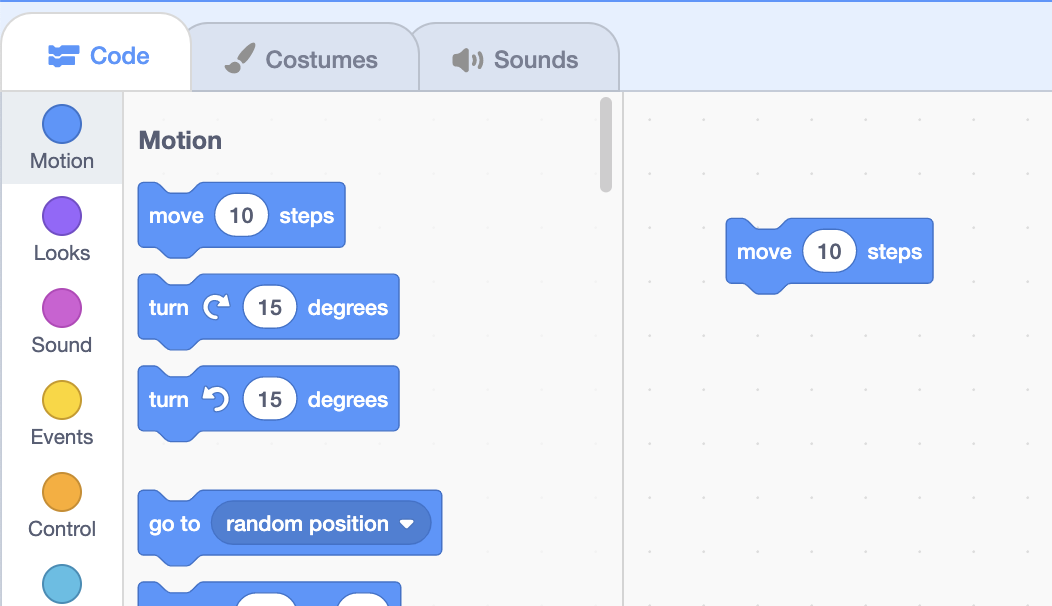 Code
Costumes
Sounds
Motion
Looks
Sound
Events
Control
Motion
move 10 steps
turn 15 degrees
turn 15 degrees
go to random position
move 10 steps